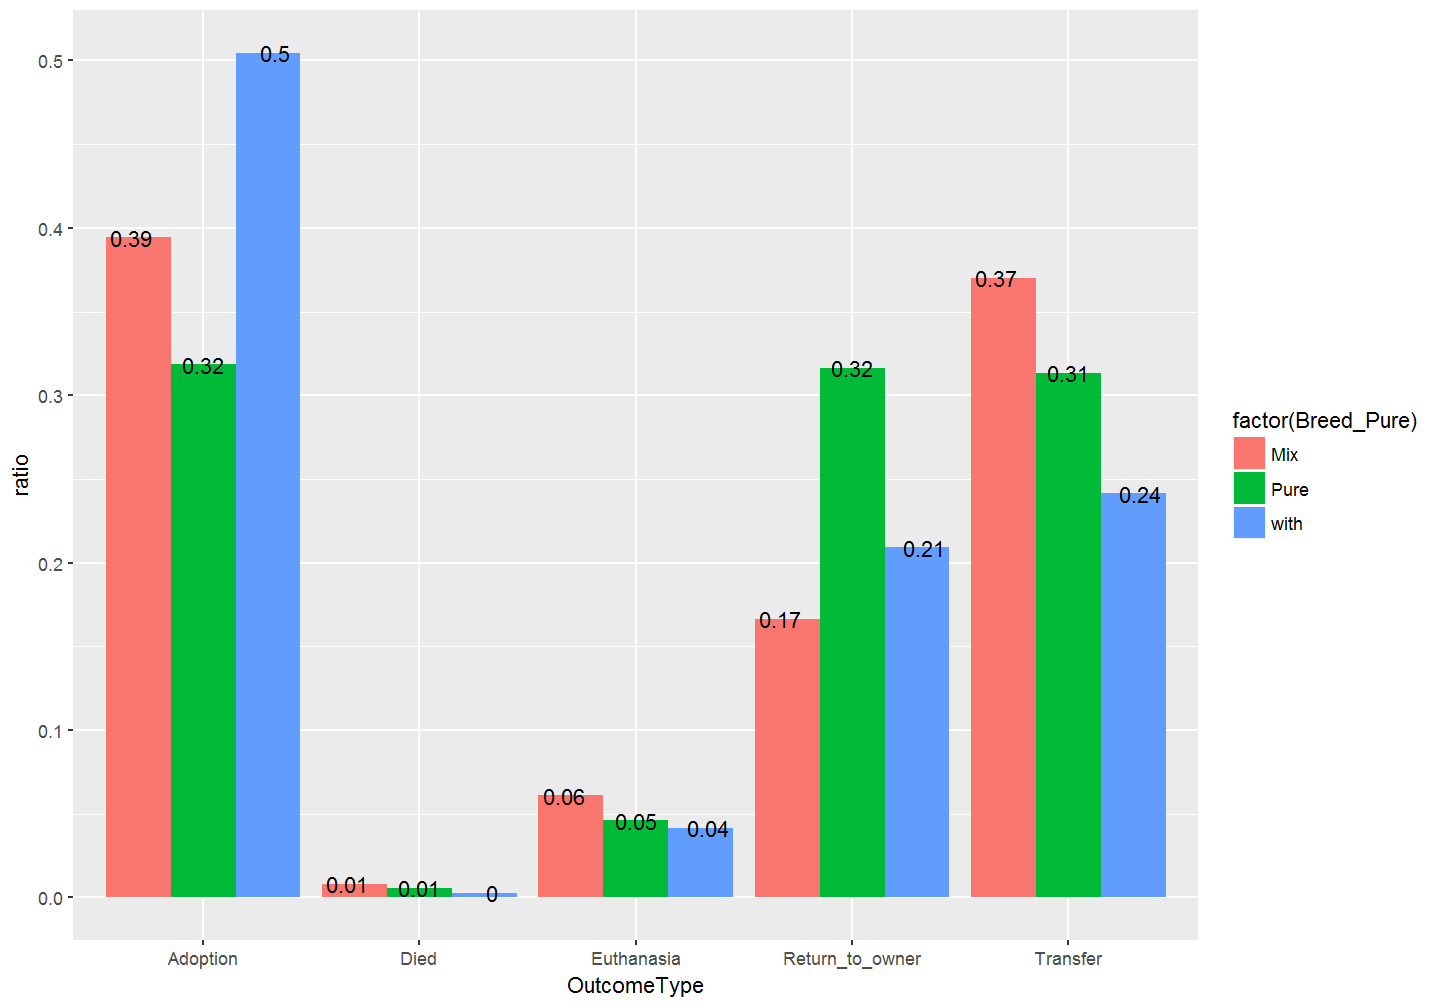 0.5
0.4
0.3
0.2
0.1
0.0
ratio
0.39
0.32
0.5
0.01
0.01
0
0.06
0.05
0.04
0.17
0.32
0.21
0.37
0.31
0.24
Adoption
Died
Euthanasia
Return_to_owner
Transfer
OutcomeType
factor(Breed_Pure)
Mix
Pure
with